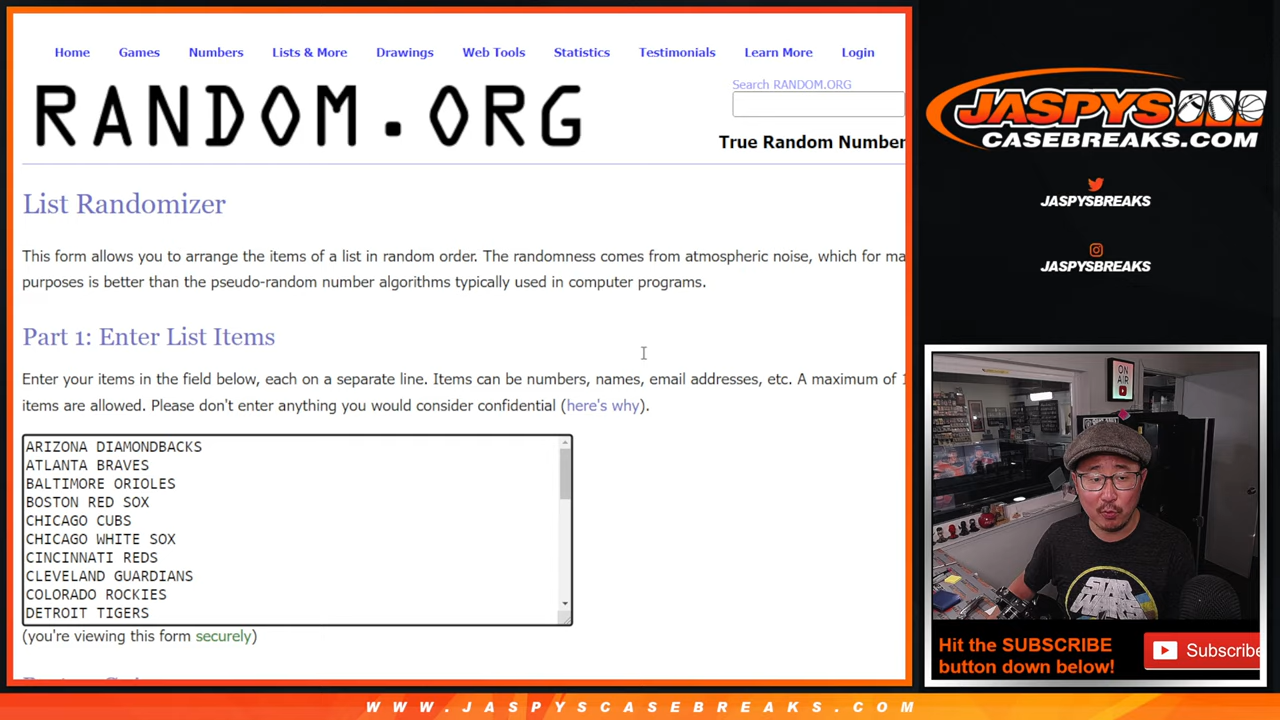 Home Games Numbers Lists & More Drawings Web Tools Statistics Testimonials Learn More Login
RANDOM.ORG
Search RANDOM.ORG
True Random Number
List Randomizer
This form allows you to arrange the items of a list in random order. The randomness comes from atmospheric noise, which for ma
purposes is better than the pseudo-random number algorithms typically used in computer programs.
Part 1: Enter List Items
Enter your items in the field below, each on a separate line. Items can be numbers, names, email addresses, etc. A maximum of 1
items are allowed. Please don't enter anything you would consider confidential (here's why).
ARIZONA DIAMONDBACKS
ATLANTA BRAVES
BALTIMORE ORIOLES
BOSTON RED SOX
CHICAGO CUBS
CHICAGO WHITE SOX
CINCINNATI REDS
CLEVELAND GUARDIANS
COLORADO ROCKIES
DETROIT TIGERS
(you're viewing this form securely)
JASPYS
CASEBREAKS.COM
JASPYSBREAKS
JASPYSBREAKS
ON
AIR
STAR
WARS
Hit the SUBSCRIBE
button down below!
Subscribe
WWW.JASPYSCASEBREAKS.COM